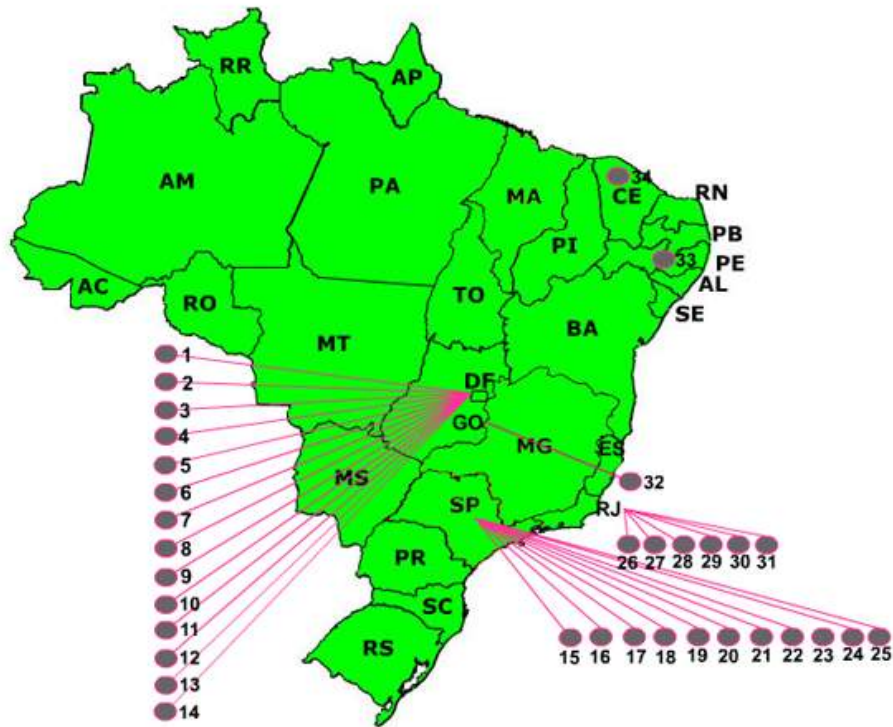 RR
AP
AM
PA
MA
CE
34
RN
PI
PB
33
PE
AC
RO
TO
AL
SE
BA
MT
1
2
3
4
5
6
7
8
9
10
11
12
13
14
DF
GO
MG
ES
MS
32
SP
RJ
26 27 28 29 30 31
PR
SC
RS
15 16 17 18 19 20 21 22 23 24 25